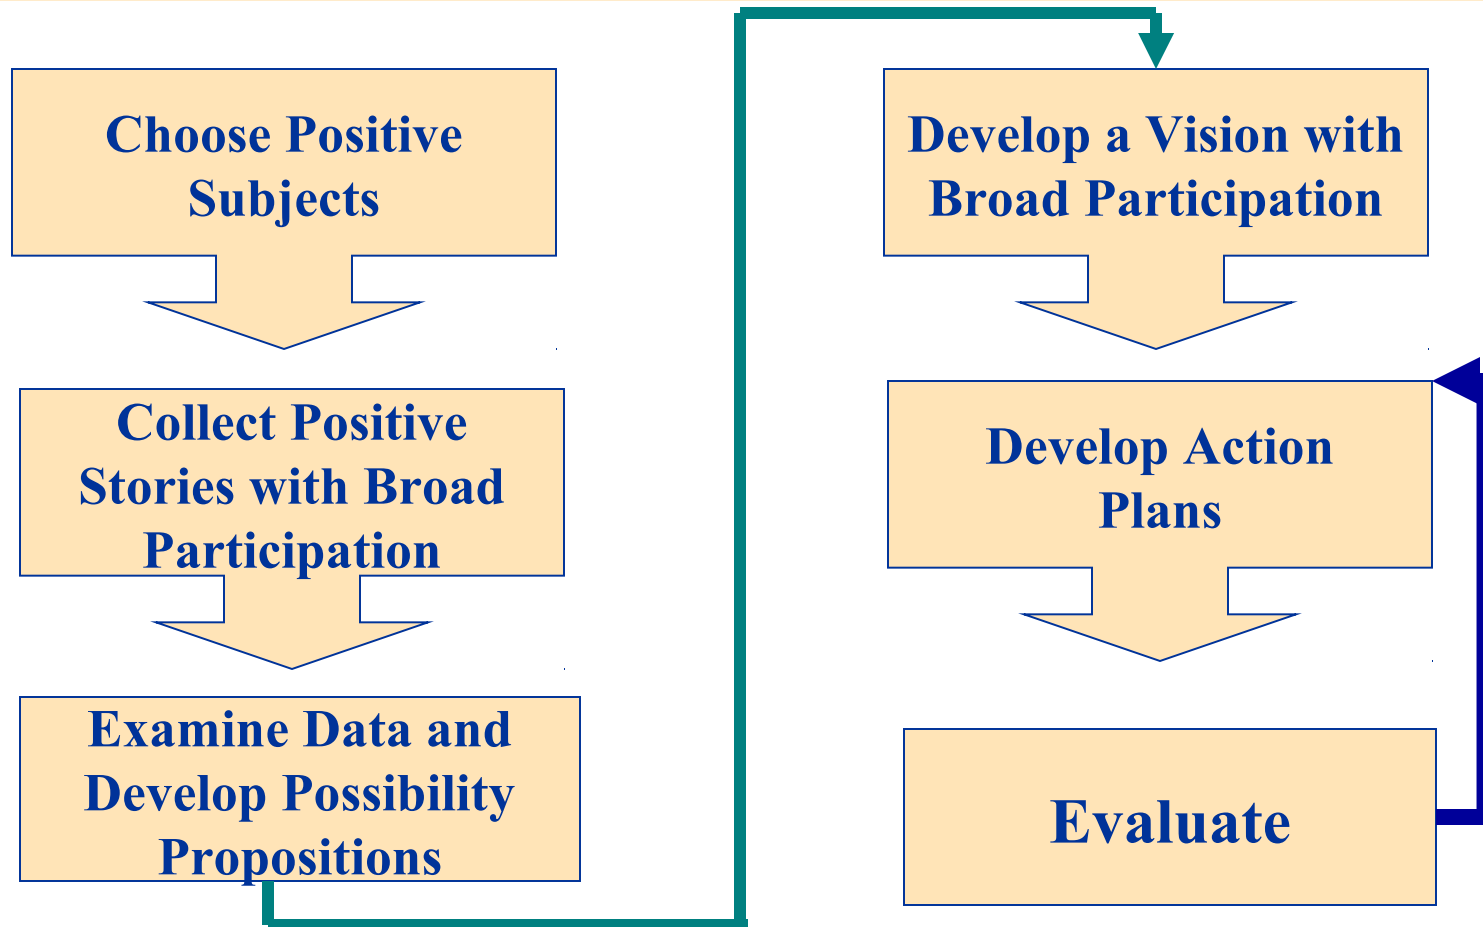 Choose Positive
Subjects
Collect Positive
Stories with Broad
Participation
Examine Data and
Develop Possibility
Propositions
Develop a Vision with
Broad Participation
Develop Action
Plans
Evaluate